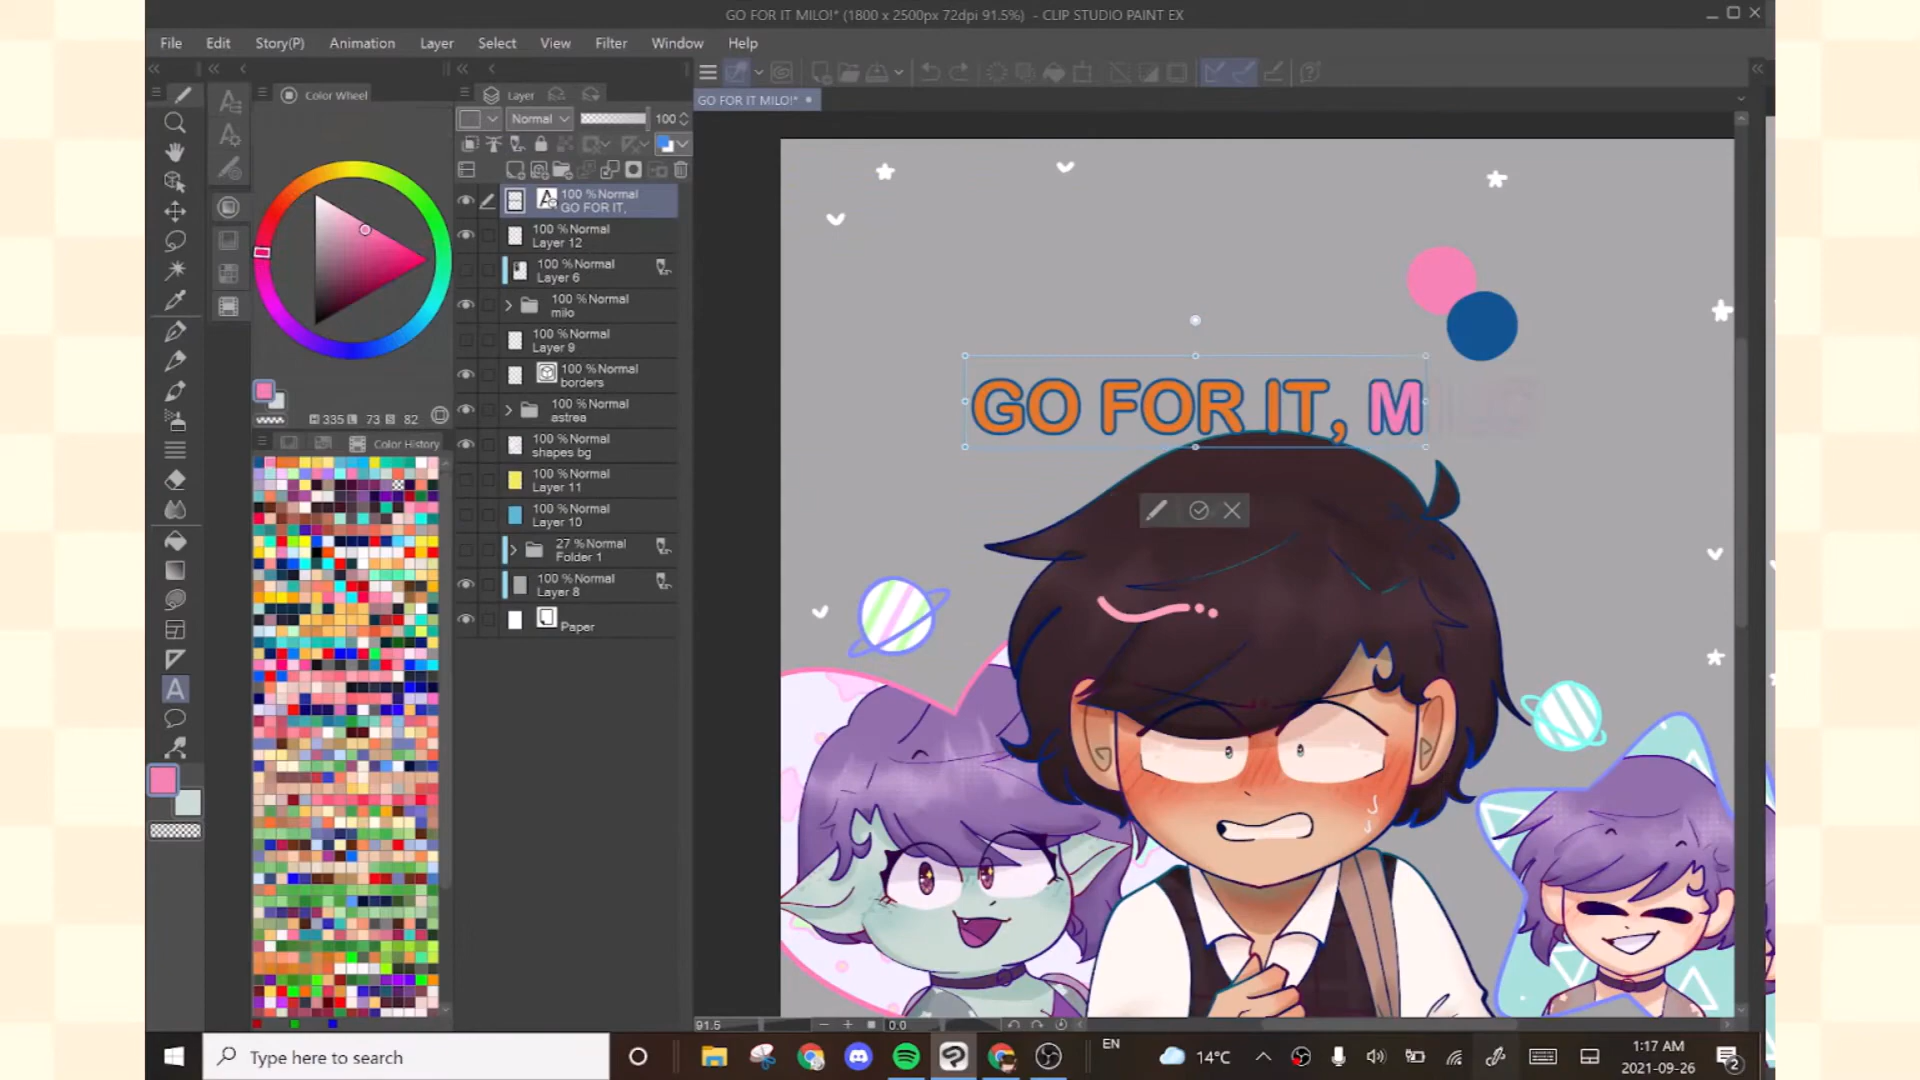 GO FOR IT MILO!* (1800 x 2500px 72dpi 91.5%) - CLIP STUDIO PAINT EX
File Edit Story(P) Animation Layer Select View Filter Window Help
Color Wheel
Layer
GO FOR IT MILO!*
Normal 100
100 %Normal
GO FOR IT,
100 %Normal
Layer 12
100 %Normal
Layer 6
100 %Normal
milo
100 %Normal
Layer 9
100 %Normal
borders
100 %Normal
astrea
100 %Normal
shapes bg
100 %Normal
Layer 11
100 %Normal
Layer 10
27 %Normal
Folder 1
100 %Normal
Layer 8
Paper
H 335 S 73 B 82
Color History
GO FOR IT, M
91.5 0.0
Type here to search
EN
14°C
1:17 AM
2021-09-26
2